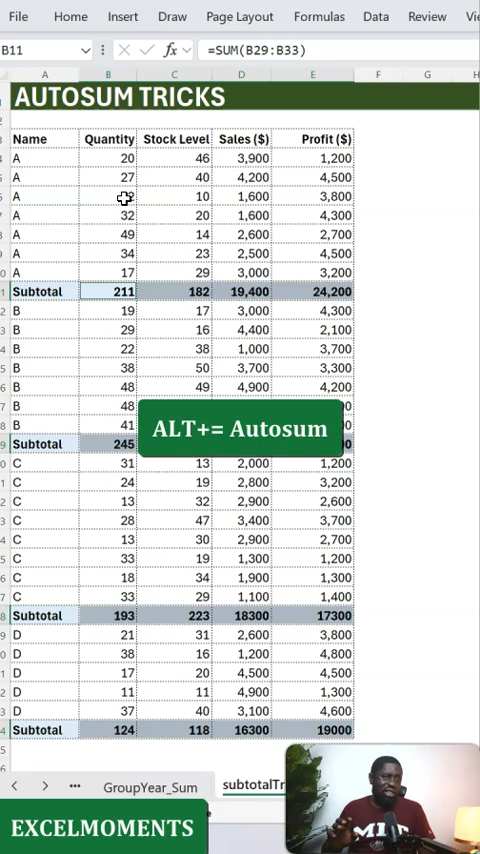 File Home Insert Draw Page Layout Formulas Data Review
B11 fx =SUM(B29:B33)
A B C D E F G H
AUTOSUM TRICKS
Name Quantity Stock Level Sales ($) Profit ($)
A 20 46 3,900 1,200
A 27 40 4,200 4,500
A 10 1,600 3,800
A 32 20 1,600 4,300
A 49 14 2,600 2,700
A 34 23 2,500 4,500
A 17 29 3,000 3,200
Subtotal 211 182 19,400 24,200
B 19 17 3,000 4,300
B 29 16 4,400 2,100
B 22 38 1,000 3,700
B 38 50 3,700 3,300
B 48 49 4,900 4,200
B 48
B 41
ALT+= Autosum
Subtotal 245
C 31 13 2,000 1,200
C 24 19 2,800 3,200
C 13 32 2,900 2,600
C 28 47 3,400 3,700
C 13 30 2,900 2,700
C 33 19 1,300 1,200
C 18 34 1,900 1,300
C 33 29 1,100 1,400
Subtotal 193 223 18300 17300
D 21 31 2,600 3,800
D 38 16 1,200 4,800
D 17 20 4,500 4,500
D 11 11 4,900 1,300
D 37 40 3,100 4,600
Subtotal 124 118 16300 19000
GroupYear_Sum subtotalTr
EXCELMOMENTS